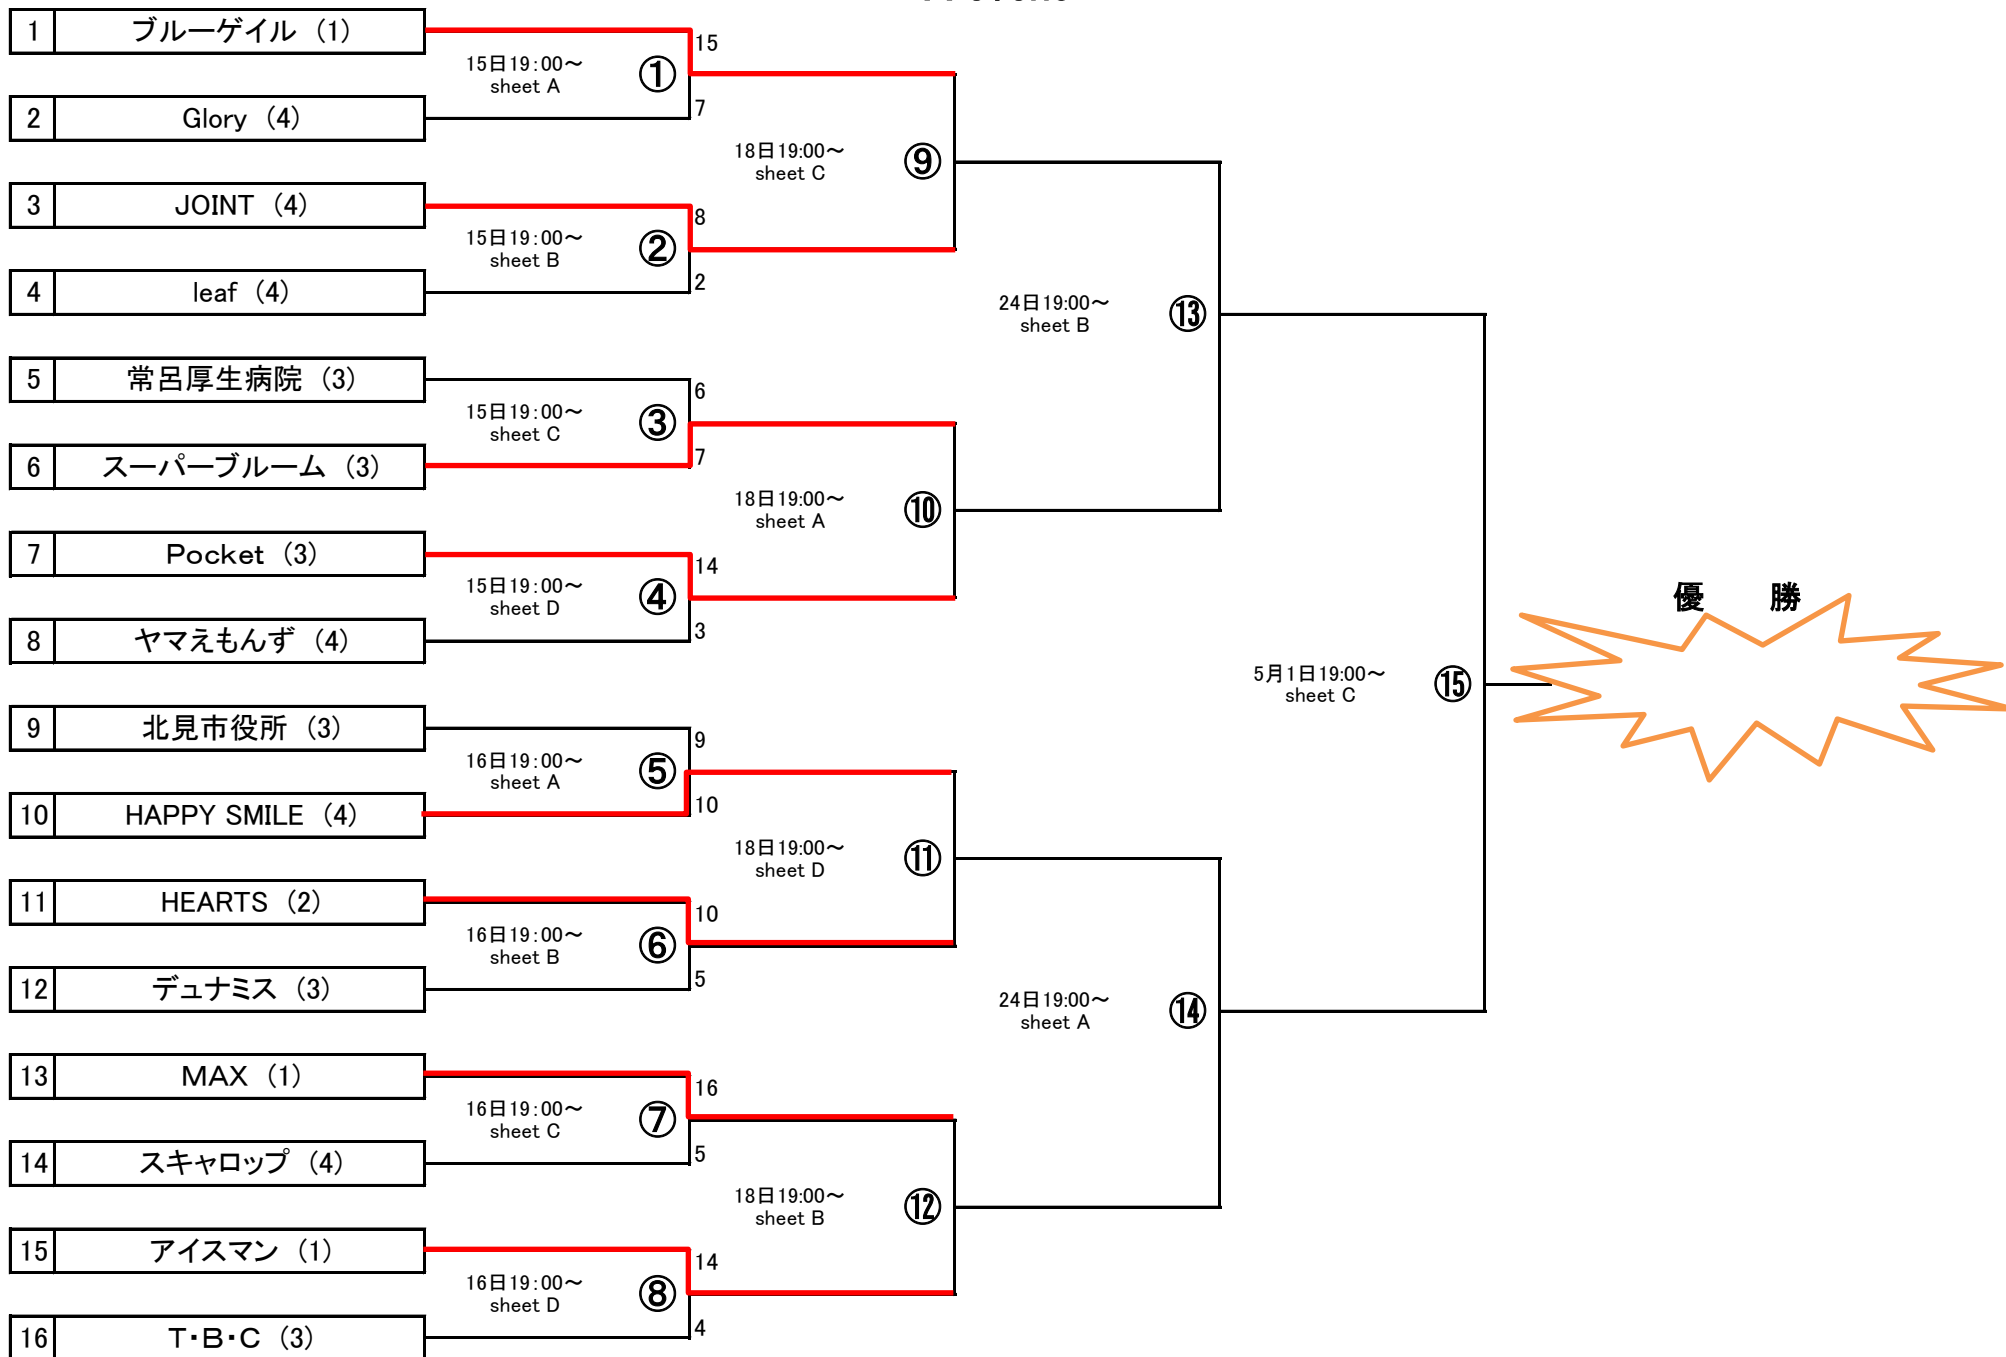 1 ブルーゲイル (1)
15
15日19:00～
sheet A
①
2 Glory (4)
7
18日19:00～
sheet C
⑨
3 JOINT (4)
8
15日19:00～
sheet B
②
4 leaf (4)
2
24日19:00～
sheet B
⑬
5 常呂厚生病院 (3)
6
15日19:00～
sheet C
③
6 スーパーブルーム (3)
7
18日19:00～
sheet A
⑩
7 Pocket (3)
14
15日19:00～
sheet D
④
8 ヤマえもんず (4)
3
優 勝
5月1日19:00～
sheet C
⑮
9 北見市役所 (3)
9
16日19:00～
sheet A
⑤
10 HAPPY SMILE (4)
10
18日19:00～
sheet D
⑪
11 HEARTS (2)
10
16日19:00～
sheet B
⑥
12 デュナミス (3)
5
24日19:00～
sheet A
⑭
13 MAX (1)
16
16日19:00～
sheet C
⑦
14 スキャロップ (4)
5
18日19:00～
sheet B
⑫
15 アイスマン (1)
14
16日19:00～
sheet D
⑧
16 T・B・C (3)
4